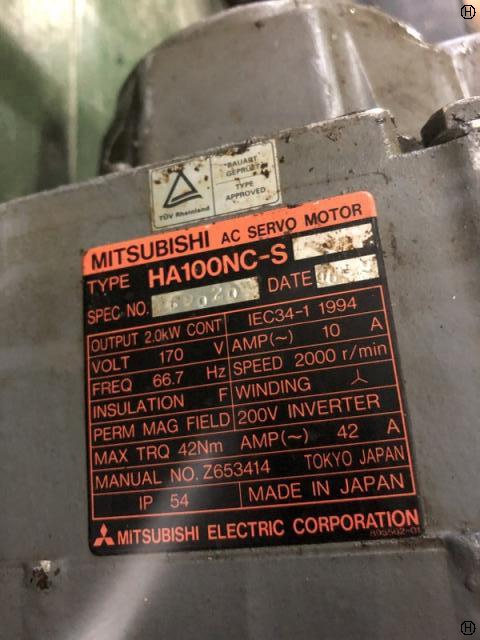 BAUART
GEPRÜFT
TYPE
APPROVED
TÜV Rheinland
MITSUBISHI AC SERVO MOTOR
TYPE HA100NC-S
SPEC NO. DATE
OUTPUT 2.0kW CONT IEC34-1 1994
VOLT 170 V AMP(~) 10 A
FREQ 66.7 Hz SPEED 2000 r/min
INSULATION F WINDING
PERM MAG FIELD 200V INVERTER
MAX TRQ 42Nm AMP(~) 42 A
MANUAL NO. Z653414 TOKYO JAPAN
IP 54 MADE IN JAPAN
MITSUBISHI ELECTRIC CORPORATION
H
H